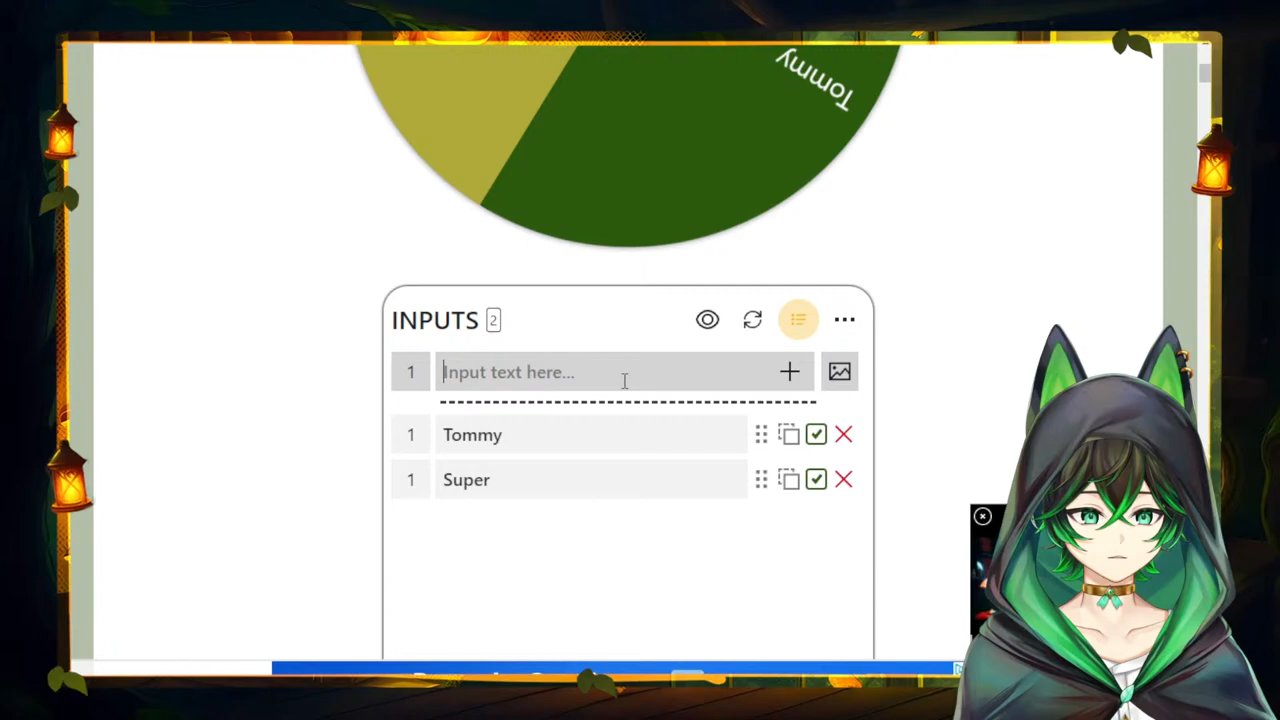 Tommy
INPUTS 2
1 Input text here...
1 Tommy
1 Super